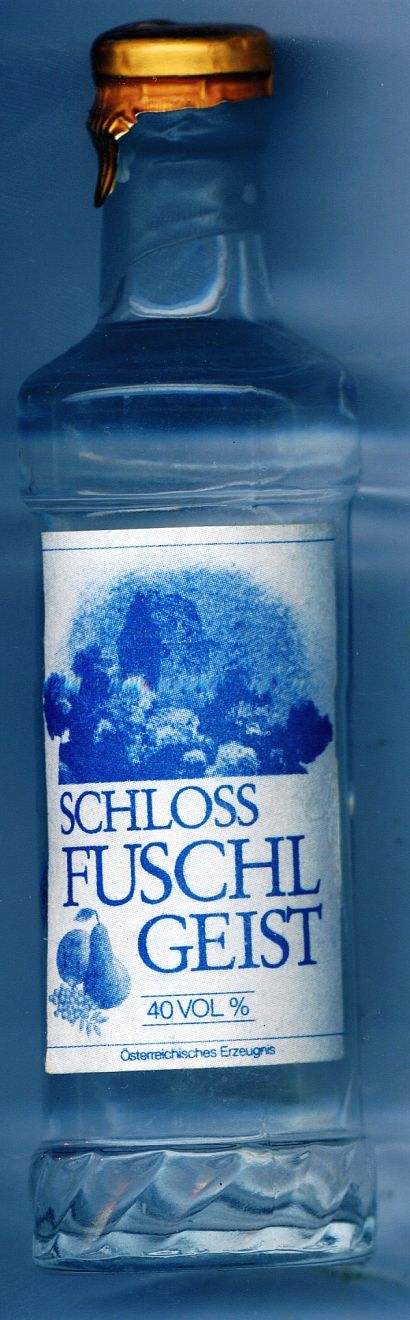 SCHLOSS
FUSCHL
GEIST
40 VOL %
Österreichisches Erzeugnis